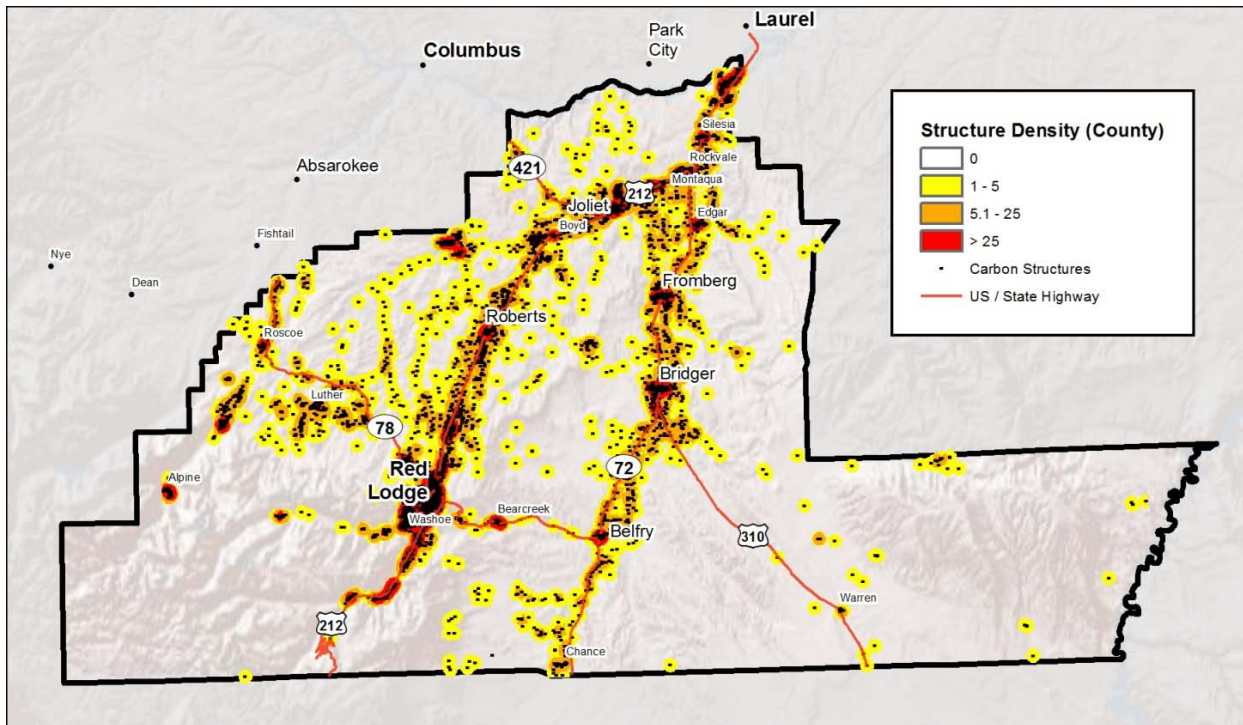 Laurel
Park
City
Columbus
Silesia
Structure Density (County)
0
1 - 5
5.1 - 25
> 25
Carbon Structures
US / State Highway
Rockvale
Absarokee
421
Montaqua
212
Joliet
Edgar
Boyd
Fishtail
Nye
Dean
Fromberg
Roberts
Roscoe
Bridger
Luther
78
72
Red
Lodge
Alpine
Bearcreek
Washoe
Belfry
310
Warren
212
Chance